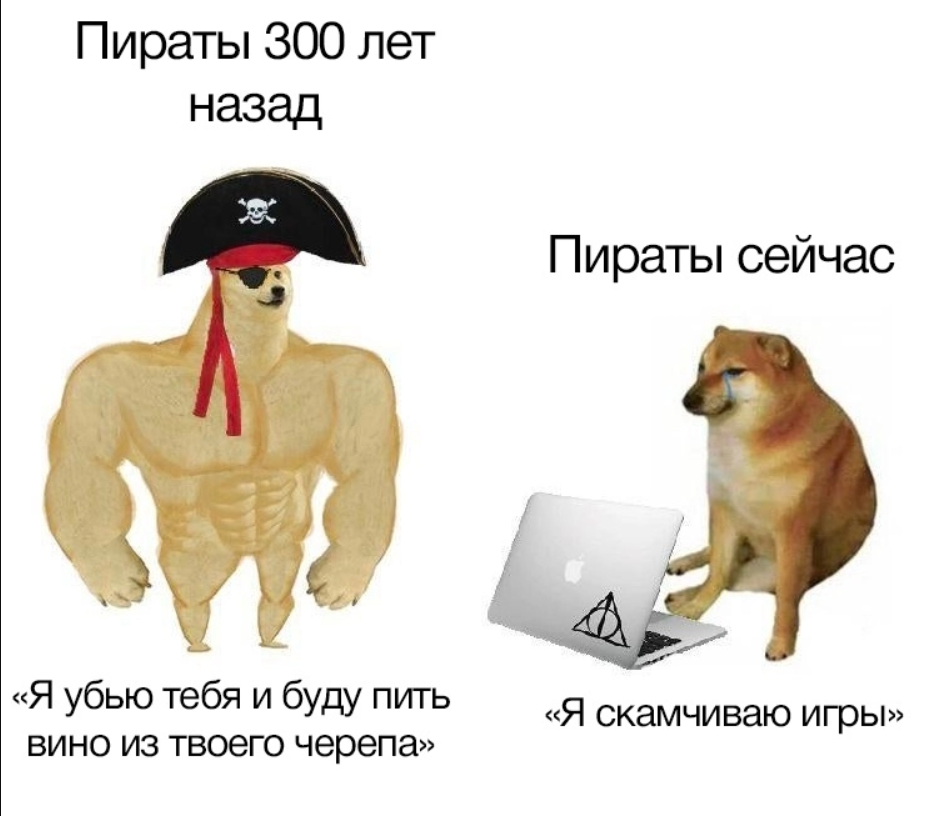 Пираты 300 лет
назад
«Я убью тебя и буду пить
вино из твоего черепа»
Пираты сейчас
«Я скамчиваю игры»